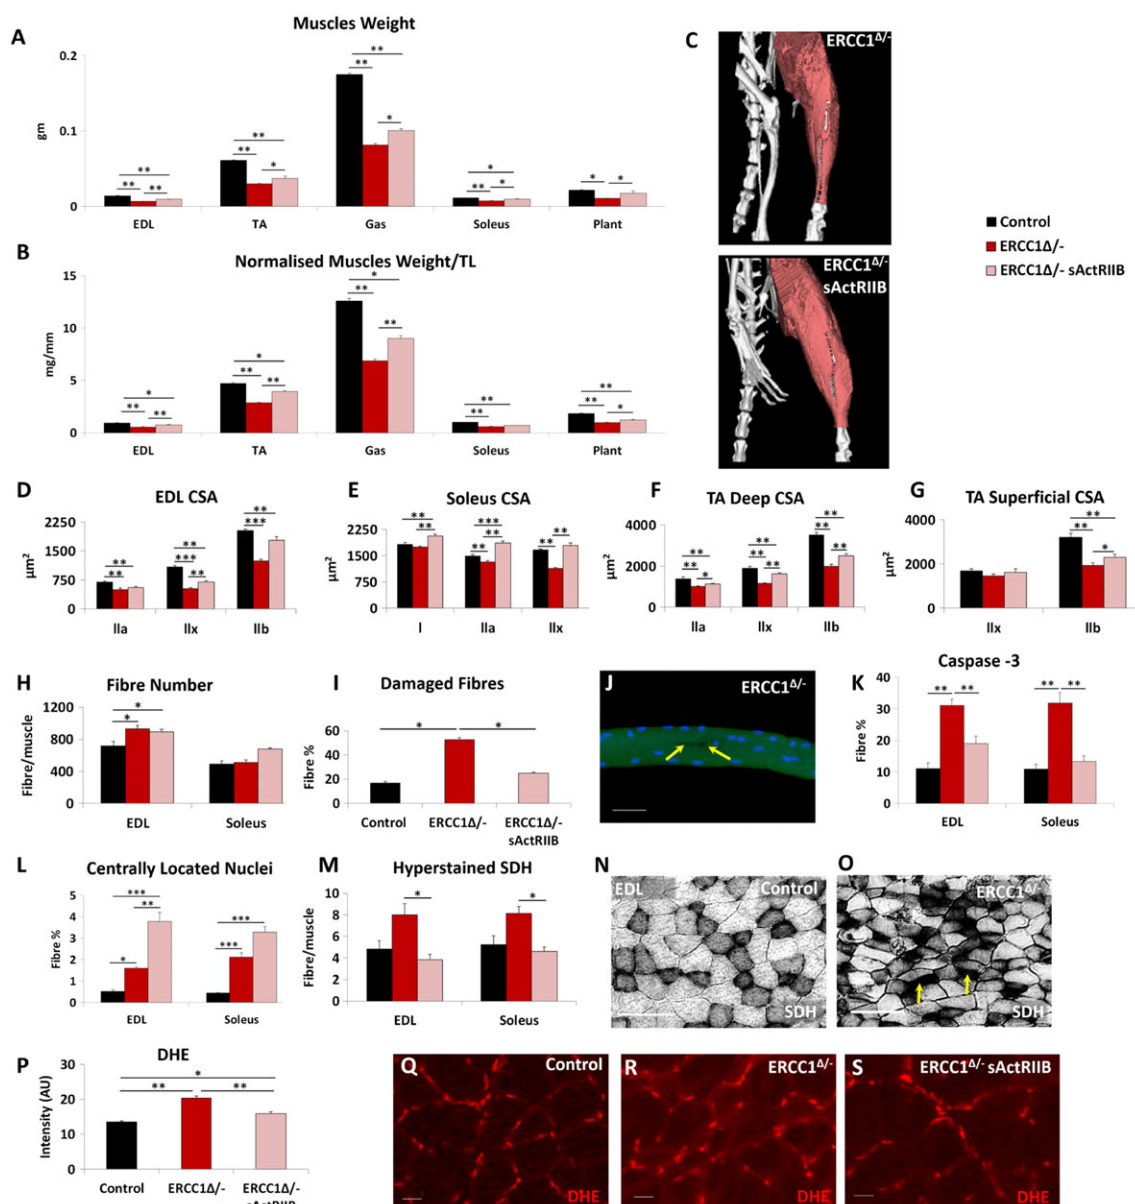 A
Muscles Weight
0.2
0.1
0
gm
** ** ** ** ** ** * ** ** * * ** * * *
EDL TA Gas Soleus Plant
B
Normalised Muscles Weight/TL
15
10
5
0
mg/mm
* ** ** * ** ** * ** ** ** ** ** ** *
EDL TA Gas Soleus Plant
C
ERCC1Δ/-
ERCC1Δ/-
sActRIIB
Control
ERCC1Δ/-
ERCC1Δ/- sActRIIB
D
EDL CSA
2250
1500
750
0
µm²
** ** ** *** ** ** ***
IIa IIx IIb
E
Soleus CSA
2250
1500
750
0
µm²
** ** *** ** ** ** **
I IIa IIx
F
TA Deep CSA
4000
2000
0
µm²
** ** * ** ** ** ** ** **
IIa IIx IIb
G
TA Superficial CSA
4000
2000
0
µm²
** ** *
IIx IIb
H
Fibre Number
1200
800
400
0
Fibre/muscle
* *
EDL Soleus
I
Damaged Fibres
60
40
20
0
Fibre %
* *
Control ERCC1Δ/- ERCC1Δ/-
sActRIIB
J
ERCC1Δ/-
K
Caspase -3
40
30
20
10
0
Fibre %
** ** ** **
EDL Soleus
L
Centrally Located Nuclei
5
4
3
2
1
0
Fibre %
*** ** * *** ***
EDL Soleus
M
Hyperstained SDH
10
8
6
4
2
0
Fibre/muscle
* *
EDL Soleus
N
EDL Control
SDH
O
ERCC1Δ/-
SDH
P
DHE
30
20
10
0
Intensity (AU)
* ** **
Control ERCC1Δ/- ERCC1Δ/-
sActRIIB
Q
Control
DHE
R
ERCC1Δ/-
DHE
S
ERCC1Δ/- sActRIIB
DHE